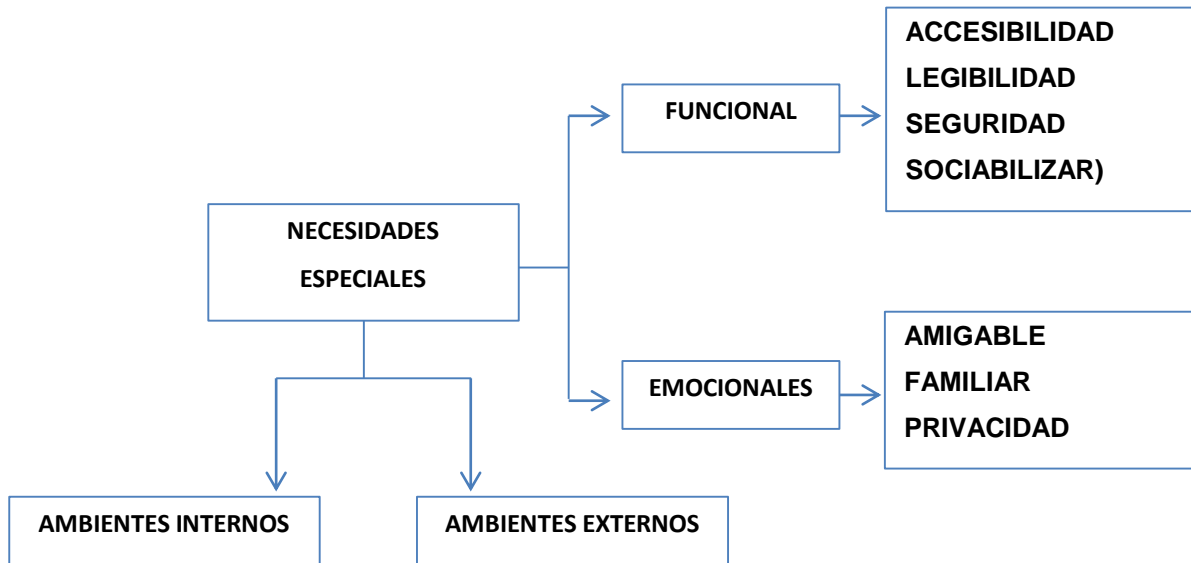 NECESIDADES
ESPECIALES
FUNCIONAL
ACCESIBILIDAD
LEGIBILIDAD
SEGURIDAD
SOCIABILIZAR)
EMOCIONALES
AMIGABLE
FAMILIAR
PRIVACIDAD
AMBIENTES INTERNOS
AMBIENTES EXTERNOS